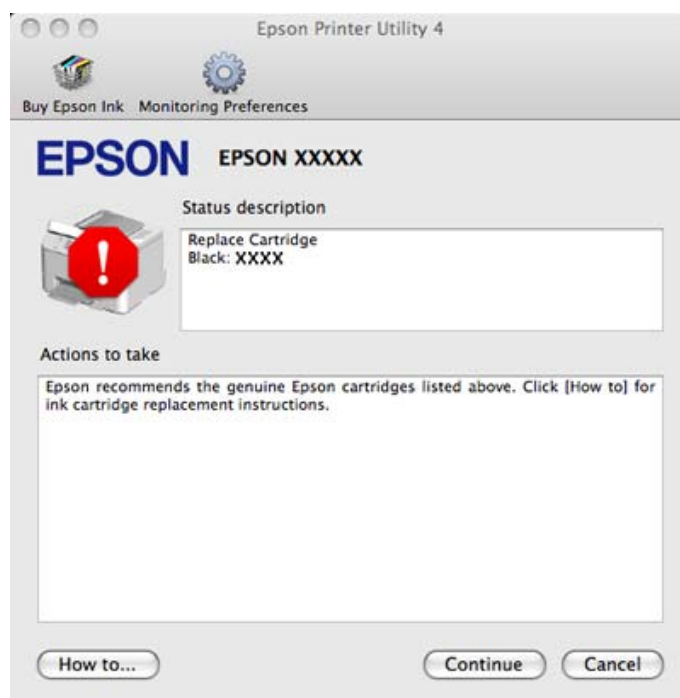 Epson Printer Utility 4
Buy Epson Ink Monitoring Preferences
EPSON EPSON XXXXX
Status description
Replace Cartridge
Black: XXXX
Actions to take
Epson recommends the genuine Epson cartridges listed above. Click [How to] for
ink cartridge replacement instructions.
How to... Continue Cancel